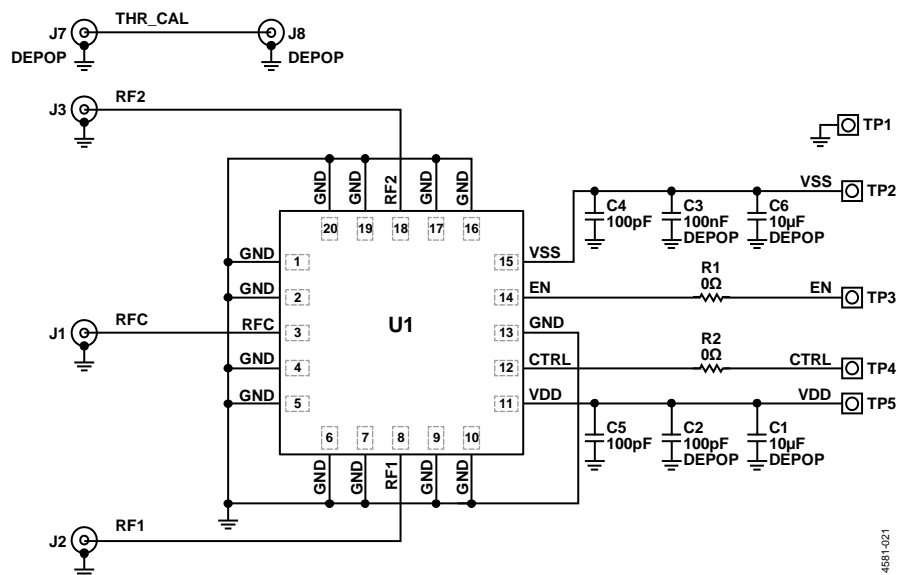 J7
THR_CAL
J8
DEPOP
DEPOP
J3
RF2
TP1
GND
GND
RF2
GND
GND
VSS
TP2
C4
100pF
C3
100nF
DEPOP
C6
10µF
DEPOP
20
19
18
17
16
GND
1
15
VSS
R1
0Ω
GND
2
14
EN
EN
TP3
J1
RFC
RFC
3
U1
13
GND
R2
0Ω
GND
4
12
CTRL
CTRL
TP4
GND
5
11
VDD
VDD
TP5
C5
100pF
C2
100pF
DEPOP
C1
10µF
DEPOP
6
7
8
9
10
GND
GND
RF1
GND
GND
J2
RF1
4581-021